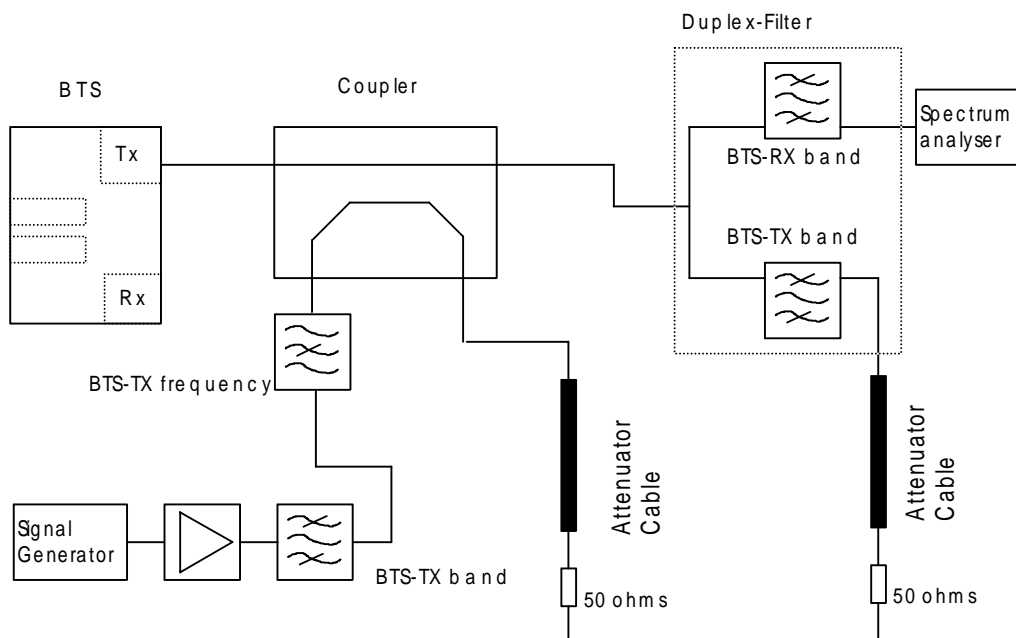 Duplex-Filter
BTS
Coupler
Tx
Spectrum
analyser
BTS-RX band
BTS-TX band
Rx
BTS-TX frequency
Attenuator
Cable
Attenuator
Cable
Signal
Generator
BTS-TX band
50 ohms
50 ohms